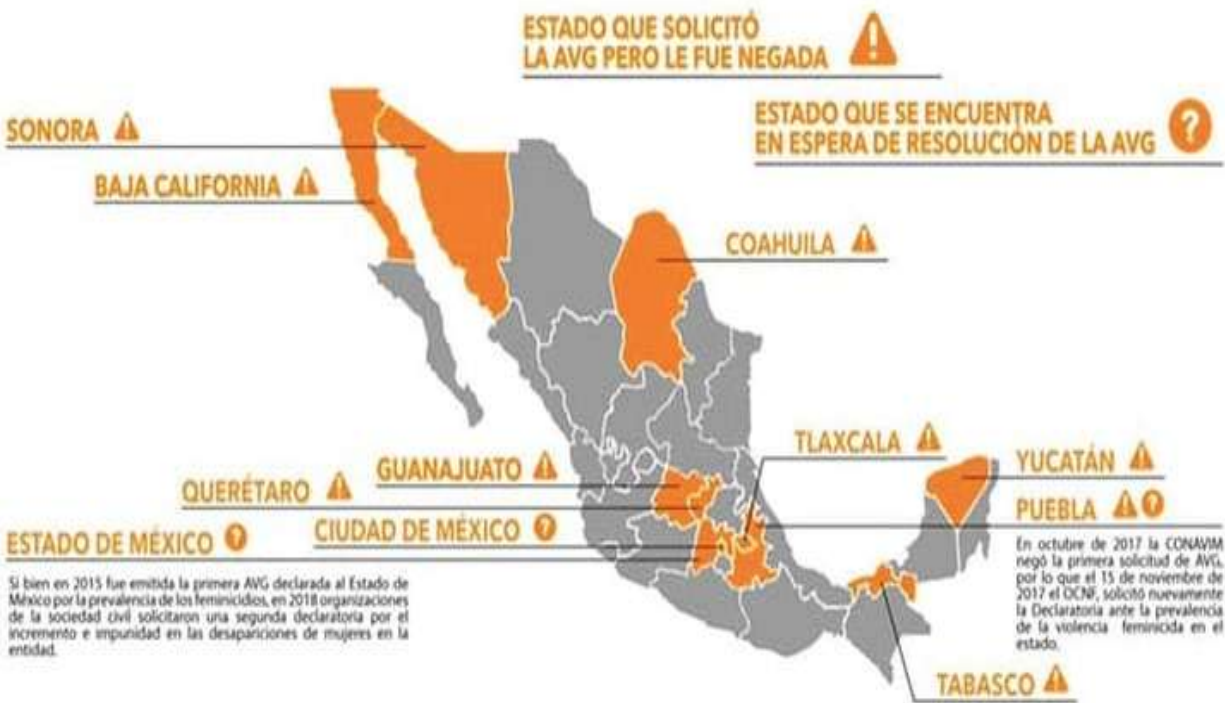 ESTADO QUE SOLICITÓ
LA AVG PERO LE FUE NEGADA
ESTADO QUE SE ENCUENTRA
EN ESPERA DE RESOLUCIÓN DE LA AVG ?
SONORA
BAJA CALIFORNIA
COAHUILA
TLAXCALA
GUANAJUATO
YUCATÁN
QUERÉTARO
PUEBLA ?
CIUDAD DE MÉXICO ?
ESTADO DE MÉXICO ?
Si bien en 2015 fue emitida la primera AVG declarada al Estado de
México por la prevalencia de los feminicidios, en 2018 organizaciones
de la sociedad civil solicitaron una segunda declaratoria por el
incremento e impunidad en las desapariciones de mujeres en la
entidad.
En octubre de 2017 la CONAVIM
negó la primera solicitud de AVG,
por lo que el 15 de noviembre de
2017 el OCNF, solicitó nuevamente
la Declaratoria ante la prevalencia
de la violencia feminicida en el
estado.
TABASCO